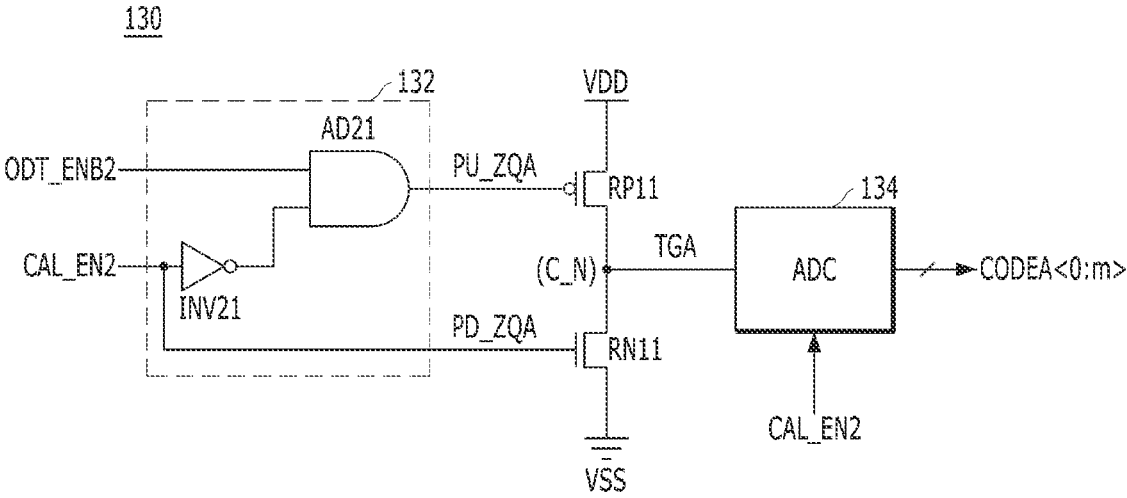 130
132
VDD
AD21
ODT_ENB2
PU_ZQA
RP11
134
CAL_EN2
INV21
(C_N)
TGA
ADC
CODEA<0:m>
PD_ZQA
RN11
CAL_EN2
VSS